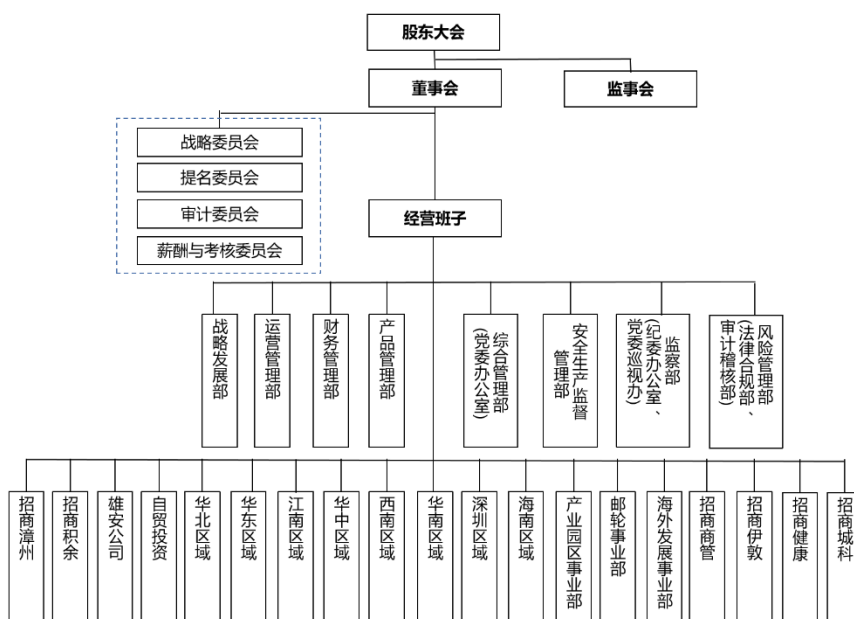 股东大会
董事会
监事会
战略委员会
提名委员会
审计委员会
薪酬与考核委员会
经营班子
战略发展部
运营管理部
财务管理部
产品管理部
综合管理部
(党委办公室)
安全生产监督
管理部
监察部
(纪委办公室、
党委巡视办)
风险管理部
(法律合规部、
审计稽核部)
招商漳州
招商积余
雄安公司
自贸投资
华北区域
华东区域
江南区域
华中区域
西南区域
华南区域
深圳区域
海南区域
产业园区事业部
邮轮事业部
海外发展事业部
招商商管
招商伊敦
招商健康
招商城科